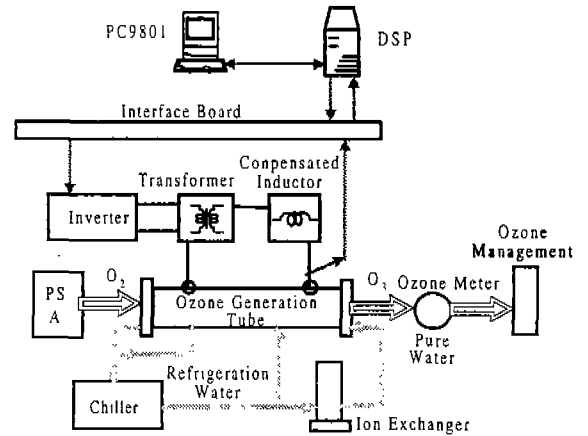 PC9801
DSP
Interface Board
Transformer
Conpensated
Inductor
Inverter
Ozone
Management
PS
A
O2
Ozone Generation
Tube
O3
Ozone Meter
Pure
Water
Refrigeration
Water
Chiller
Ion Exchanger